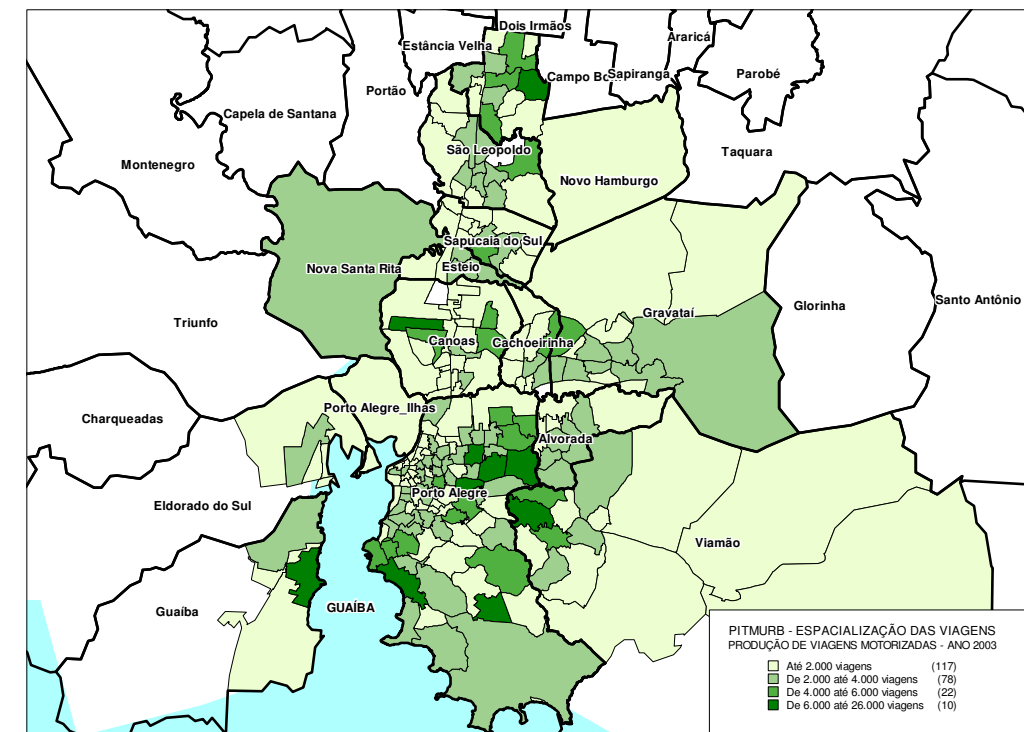 Dois Irmãos
Araricá
Estância Velha
Campo Bo
Sapiranga
Parobé
Portão
Capela de Santana
São Leopoldo
Taquara
Montenegro
Novo Hamburgo
Sapucaia do Sul
Nova Santa Rita
Esteio
Glorinha
Santo Antônio
Gravataí
Triunfo
Canoas
Cachoeirinha
Porto Alegre_Ilhas
Charqueadas
Alvorada
Porto Alegre
Eldorado do Sul
Viamão
Guaíba
GUAÍBA
PITMURB - ESPACIALIZAÇÃO DAS VIAGENS
PRODUÇÃO DE VIAGENS MOTORIZADAS - ANO 2003
Até 2.000 viagens (117)
De 2.000 até 4.000 viagens (78)
De 4.000 até 6.000 viagens (22)
De 6.000 até 26.000 viagens (10)